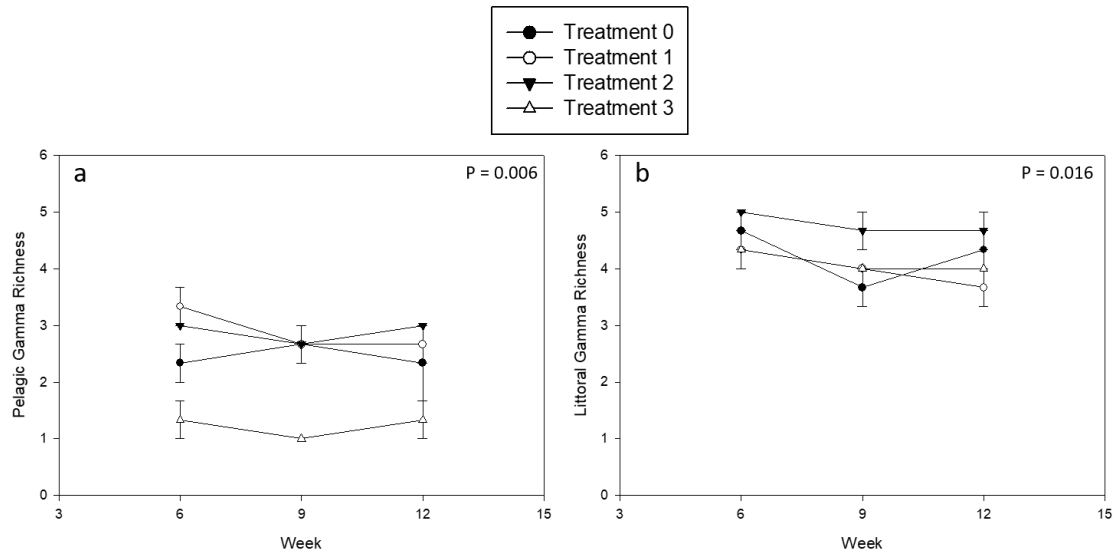 Treatment 0
Treatment 1
Treatment 2
Treatment 3
a
P = 0.006
Pelagic Gamma Richness
6
5
4
3
2
1
0
3
6
9
12
15
Week
b
P = 0.016
Littoral Gamma Richness
6
5
4
3
2
1
0
3
6
9
12
15
Week